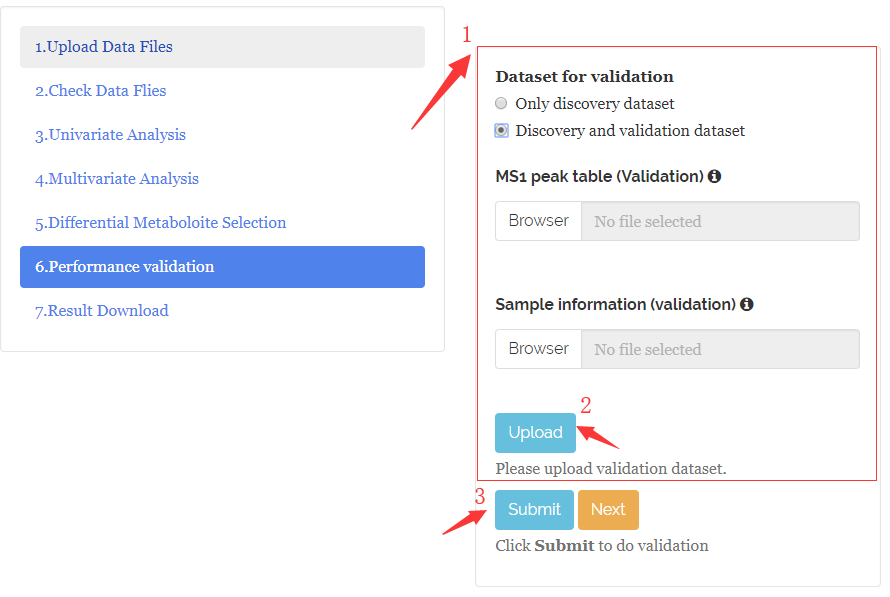 1.Upload Data Files
2.Check Data Flies
3.Univariate Analysis
4.Multivariate Analysis
5.Differential Metaboloite Selection
6.Performance validation
7.Result Download
1
Dataset for validation
Only discovery dataset
Discovery and validation dataset
MS1 peak table (Validation)
Browser No file selected
Sample information (validation)
Browser No file selected
2
Upload
Please upload validation dataset.
3
Submit Next
Click Submit to do validation